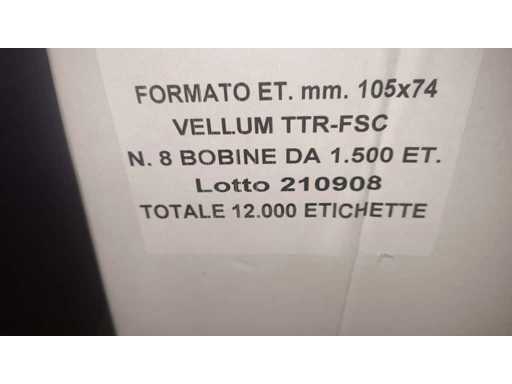 FORMATO ET. mm. 105x74
VELLUM TTR-FSC
N. 8 BOBINE DA 1.500 ET.
Lotto 210908
TOTALE 12.000 ETICHETTE